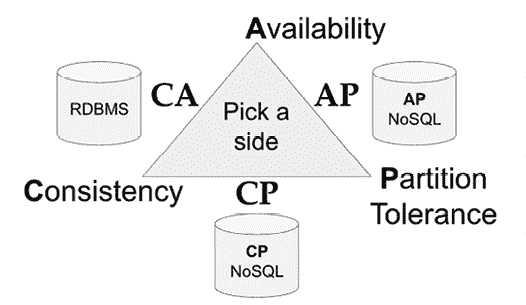 Availability
RDBMS
CA
Pick a
side
AP
AP
NoSQL
Consistency
CP
Partition
Tolerance
CP
NoSQL